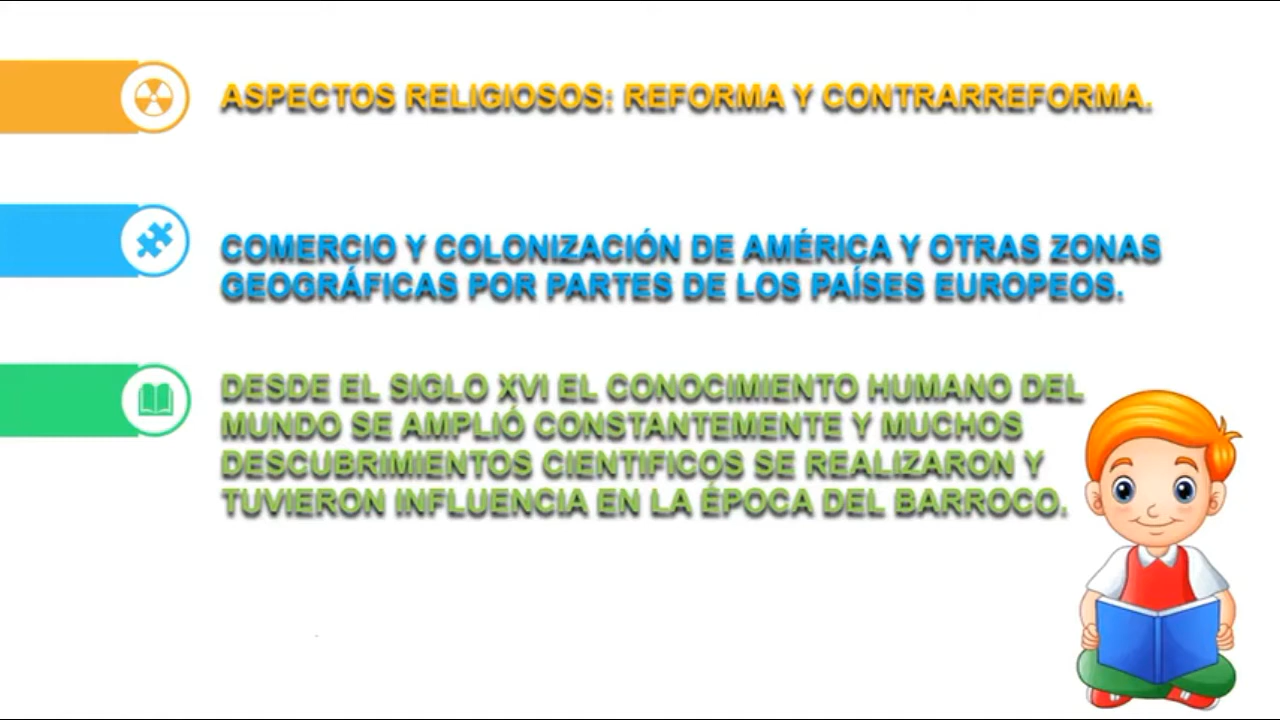 ASPECTOS RELIGIOSOS: REFORMA Y CONTRARREFORMA.
COMERCIO Y COLONIZACIÓN DE AMÉRICA Y OTRAS ZONAS
GEOGRÁFICAS POR PARTES DE LOS PAÍSES EUROPEOS.
DESDE EL SIGLO XVI EL CONOCIMIENTO HUMANO DEL
MUNDO SE AMPLIÓ CONSTANTEMENTE Y MUCHOS
DESCUBRIMIENTOS CIENTIFICOS SE REALIZARON Y
TUVIERON INFLUENCIA EN LA ÉPOCA DEL BARROCO.